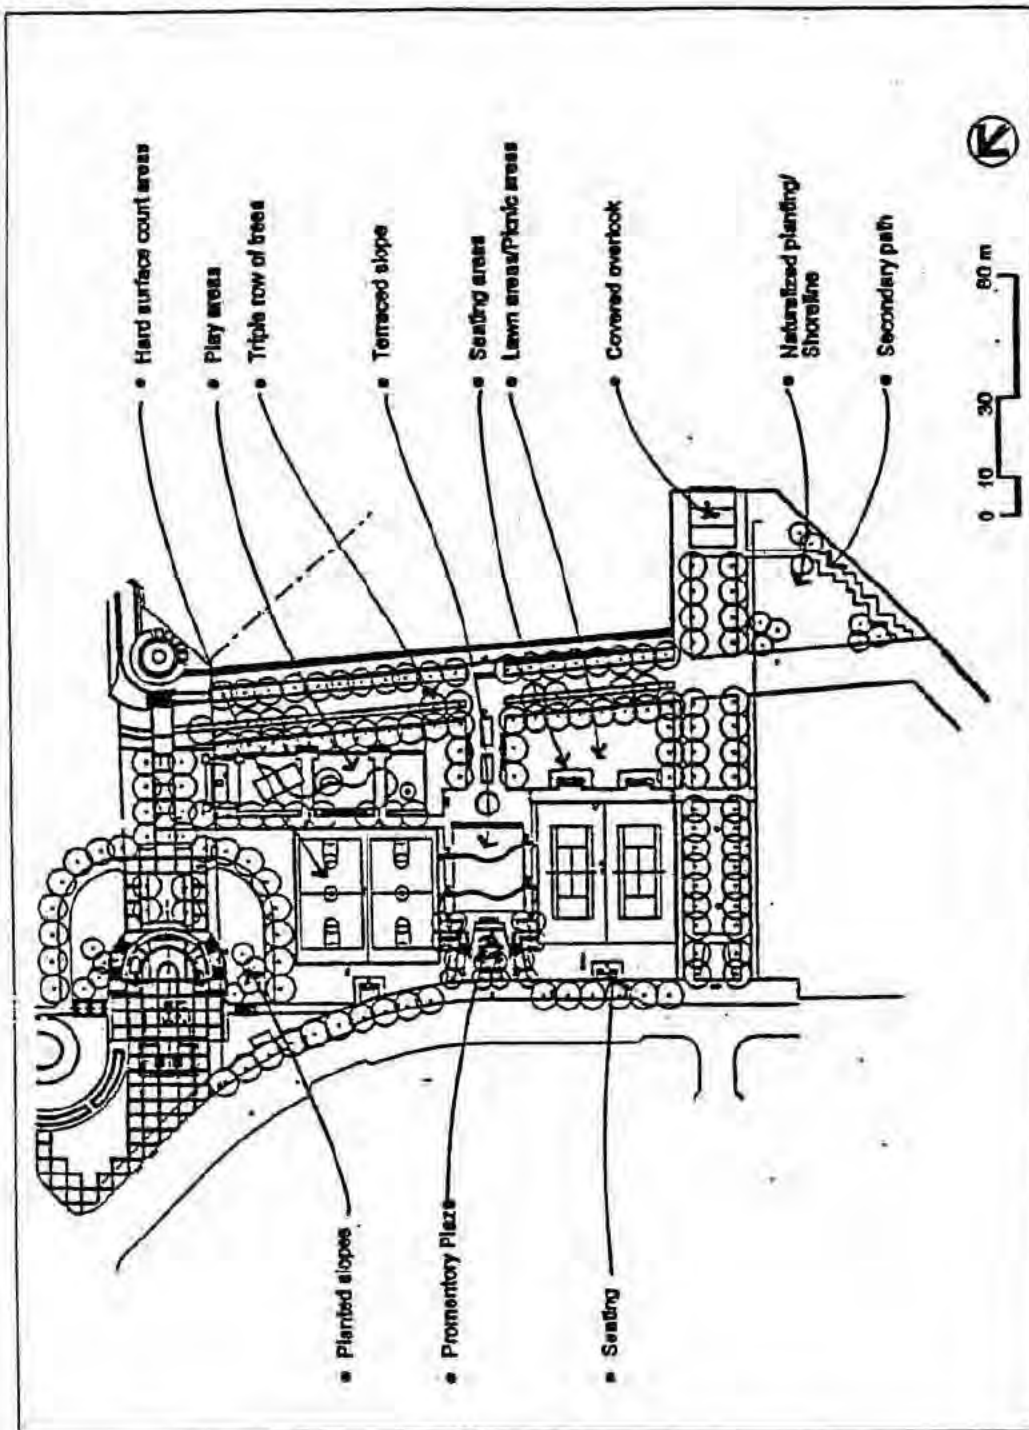 • Hard surface court areas
• Play areas
• Triple row of trees
• Terraced slope
• Seating areas
• Lawn areas/Picnic areas
• Covered overlook
• Naturalized planting/
Shoreline
• Secondary path
• Planted slopes
• Promentory Plaza
• Seating
0 10 30 60 m